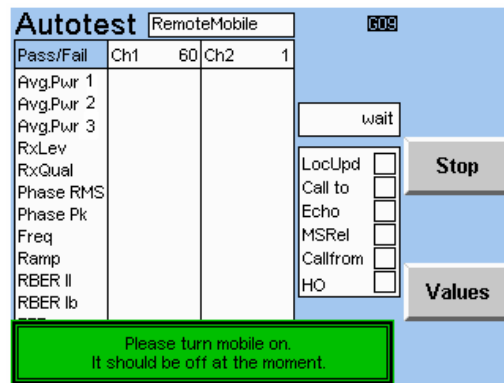 Autotest RemoteMobile G09
Pass/Fail Ch1 60 Ch2 1
Avg.Pwr 1
Avg.Pwr 2
Avg.Pwr 3
RxLev
RxQual
Phase RMS
Phase Pk
Freq
Ramp
RBER II
RBER Ib
wait
LocUpd
Call to
Echo
MSRel
Callfrom
HO
Stop
Values
Please turn mobile on.
It should be off at the moment.